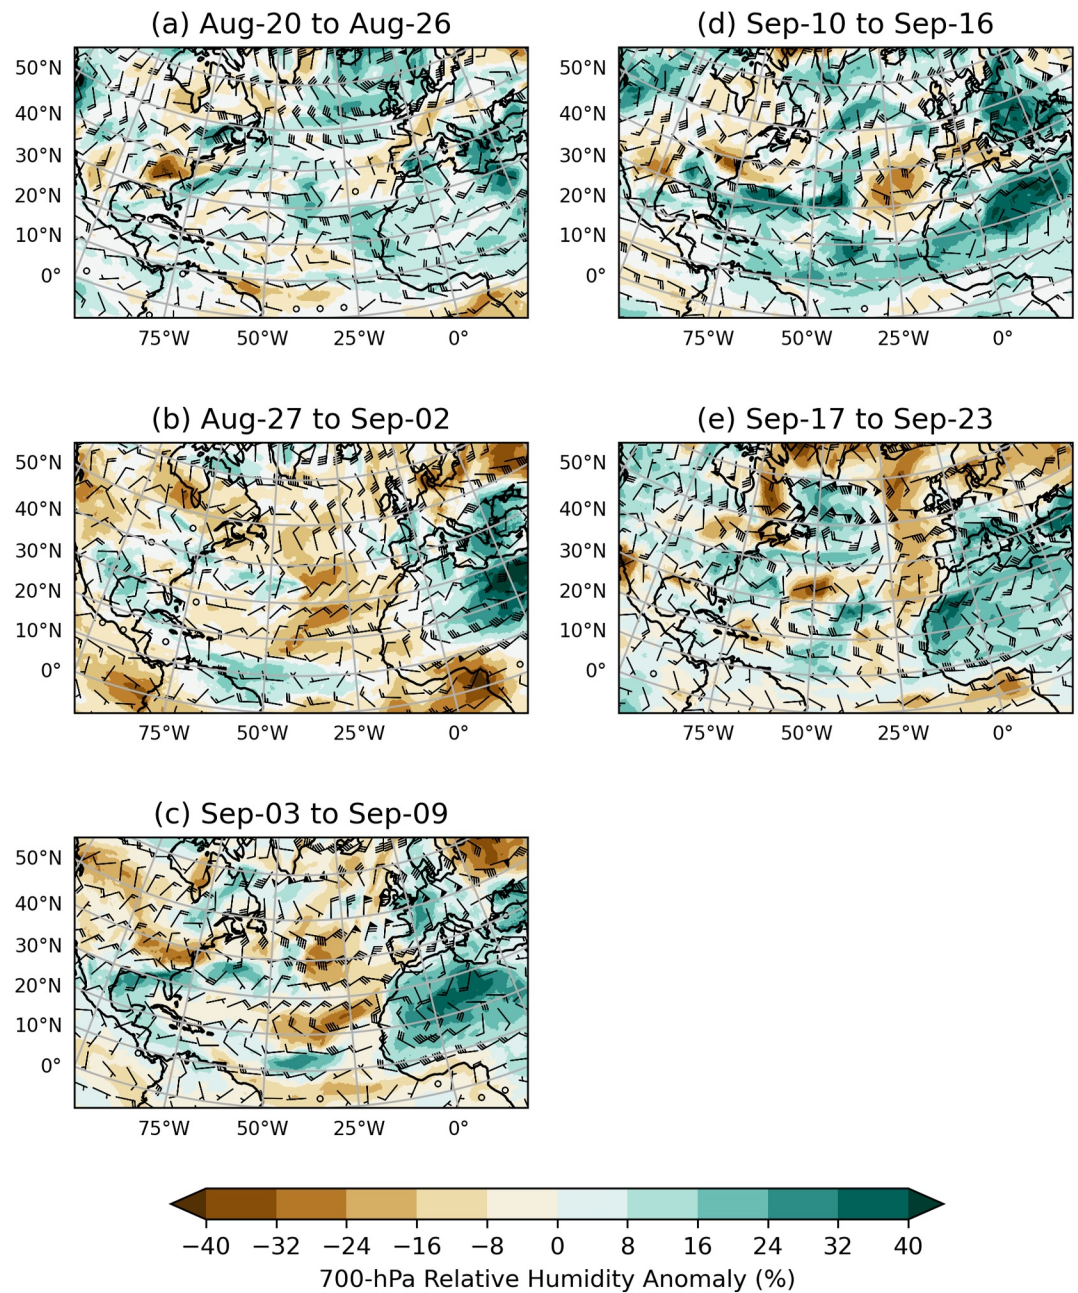 (a) Aug-20 to Aug-26
50°N
40°N
30°N
20°N
10°N
0°
75°W 50°W 25°W 0°
(b) Aug-27 to Sep-02
50°N
40°N
30°N
20°N
10°N
0°
75°W 50°W 25°W 0°
(c) Sep-03 to Sep-09
50°N
40°N
30°N
20°N
10°N
0°
75°W 50°W 25°W 0°
(d) Sep-10 to Sep-16
50°N
40°N
30°N
20°N
10°N
0°
75°W 50°W 25°W 0°
(e) Sep-17 to Sep-23
50°N
40°N
30°N
20°N
10°N
0°
75°W 50°W 25°W 0°
−40 −32 −24 −16 −8 0 8 16 24 32 40
700-hPa Relative Humidity Anomaly (%)